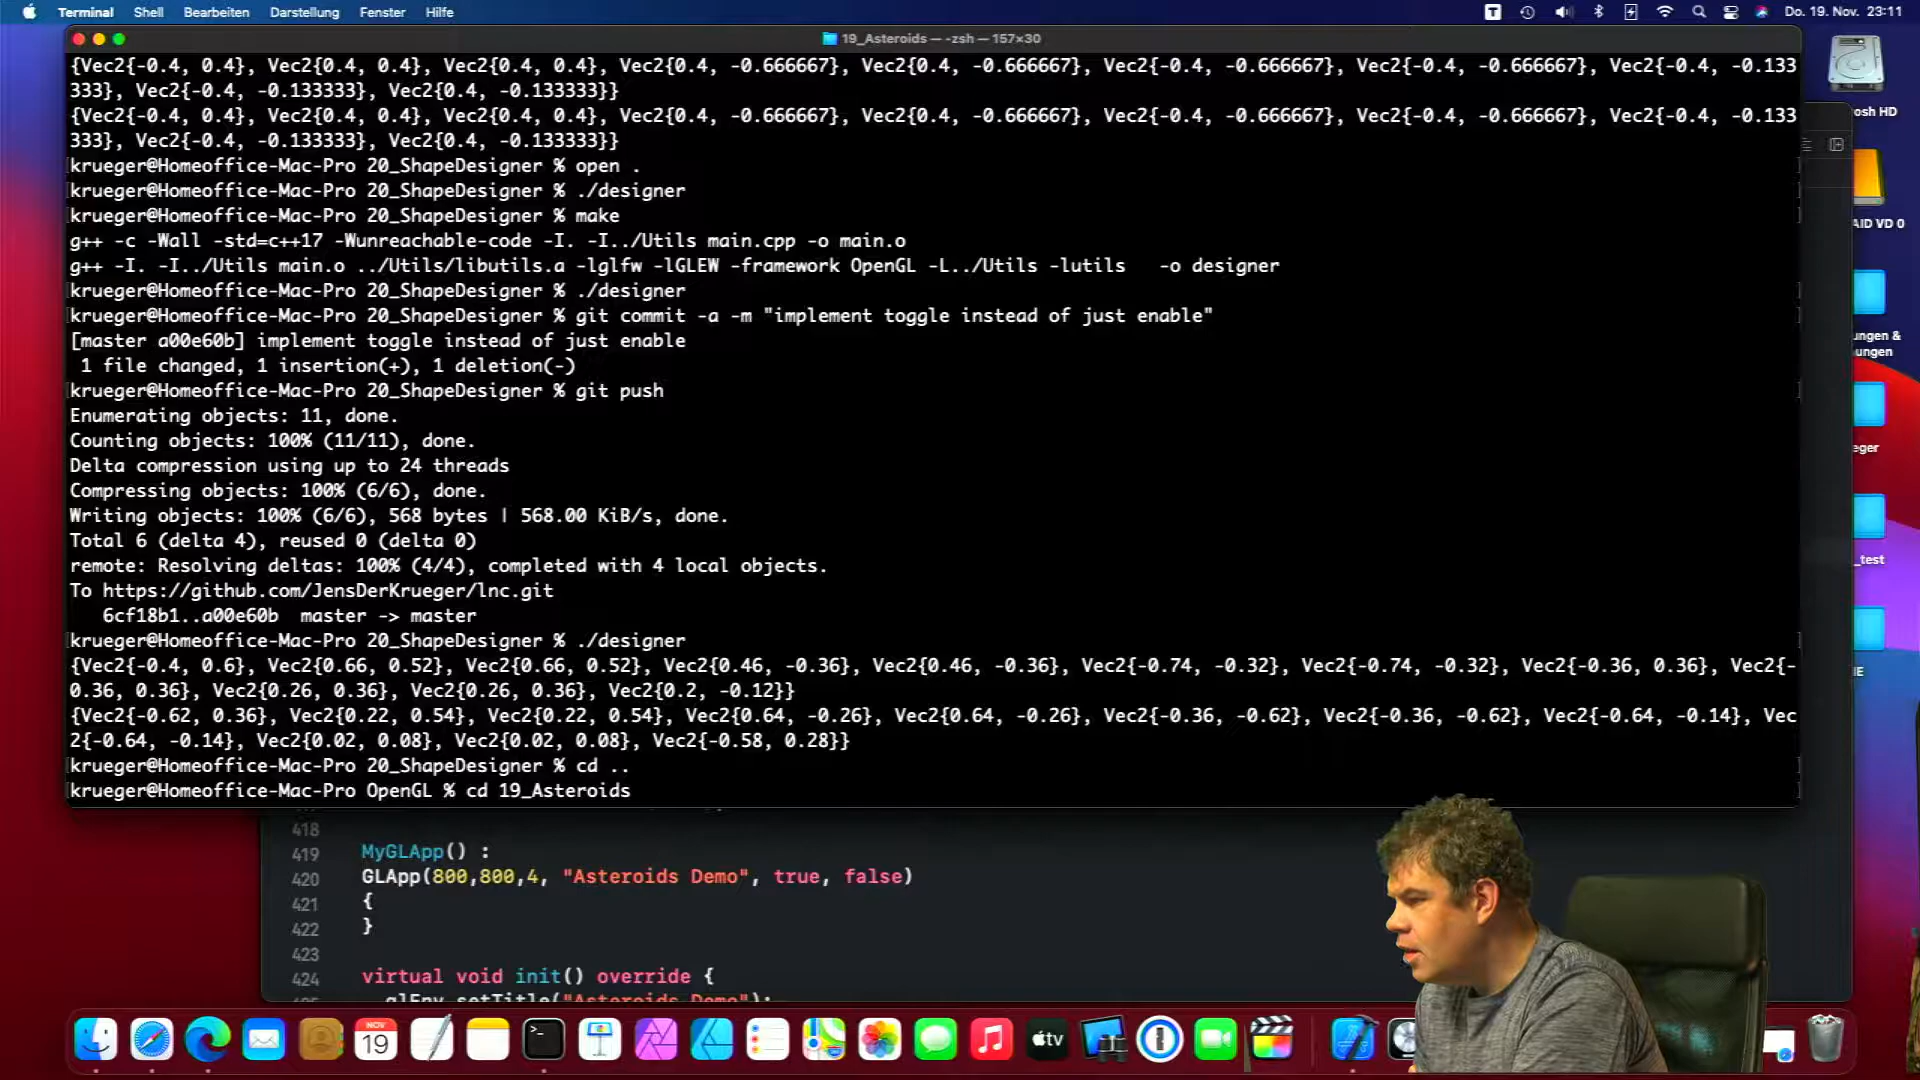 Terminal Shell Bearbeiten Darstellung Fenster Hilfe
Do. 19. Nov. 23:11
19_Asteroids — -zsh — 157×30
{Vec2{-0.4, 0.4}, Vec2{0.4, 0.4}, Vec2{0.4, 0.4}, Vec2{0.4, -0.666667}, Vec2{0.4, -0.666667}, Vec2{-0.4, -0.666667}, Vec2{-0.4, -0.666667}, Vec2{-0.4, -0.133
333}, Vec2{-0.4, -0.133333}, Vec2{0.4, -0.133333}}
{Vec2{-0.4, 0.4}, Vec2{0.4, 0.4}, Vec2{0.4, 0.4}, Vec2{0.4, -0.666667}, Vec2{0.4, -0.666667}, Vec2{-0.4, -0.666667}, Vec2{-0.4, -0.666667}, Vec2{-0.4, -0.133
333}, Vec2{-0.4, -0.133333}, Vec2{0.4, -0.133333}}
krueger@Homeoffice-Mac-Pro 20_ShapeDesigner % open .
krueger@Homeoffice-Mac-Pro 20_ShapeDesigner % ./designer
krueger@Homeoffice-Mac-Pro 20_ShapeDesigner % make
g++ -c -Wall -std=c++17 -Wunreachable-code -I. -I../Utils main.cpp -o main.o
g++ -I. -I../Utils main.o ../Utils/libutils.a -lglfw -lGLEW -framework OpenGL -L../Utils -lutils   -o designer
krueger@Homeoffice-Mac-Pro 20_ShapeDesigner % ./designer
krueger@Homeoffice-Mac-Pro 20_ShapeDesigner % git commit -a -m "implement toggle instead of just enable"
[master a00e60b] implement toggle instead of just enable
1 file changed, 1 insertion(+), 1 deletion(-)
krueger@Homeoffice-Mac-Pro 20_ShapeDesigner % git push
Enumerating objects: 11, done.
Counting objects: 100% (11/11), done.
Delta compression using up to 24 threads
Compressing objects: 100% (6/6), done.
Writing objects: 100% (6/6), 568 bytes | 568.00 KiB/s, done.
Total 6 (delta 4), reused 0 (delta 0)
remote: Resolving deltas: 100% (4/4), completed with 4 local objects.
To https://github.com/JensDerKrueger/lnc.git
6cf18b1..a00e60b  master -> master
krueger@Homeoffice-Mac-Pro 20_ShapeDesigner % ./designer
{Vec2{-0.4, 0.6}, Vec2{0.66, 0.52}, Vec2{0.66, 0.52}, Vec2{0.46, -0.36}, Vec2{0.46, -0.36}, Vec2{-0.74, -0.32}, Vec2{-0.74, -0.32}, Vec2{-0.36, 0.36}, Vec2{-
0.36, 0.36}, Vec2{0.26, 0.36}, Vec2{0.26, 0.36}, Vec2{0.2, -0.12}}
{Vec2{-0.62, 0.36}, Vec2{0.22, 0.54}, Vec2{0.22, 0.54}, Vec2{0.64, -0.26}, Vec2{0.64, -0.26}, Vec2{-0.36, -0.62}, Vec2{-0.36, -0.62}, Vec2{-0.64, -0.14}, Vec
2{-0.64, -0.14}, Vec2{0.02, 0.08}, Vec2{0.02, 0.08}, Vec2{-0.58, 0.28}}
krueger@Homeoffice-Mac-Pro 20_ShapeDesigner % cd ..
krueger@Homeoffice-Mac-Pro OpenGL % cd 19_Asteroids
osh HD
AID VD 0
ungen &
ungen
eger
_test
418
419 MyGLApp() :
420 GLApp(800,800,4, "Asteroids Demo", true, false)
421 {
422 }
423
424 virtual void init() override {
glEnv.setTitle("Asteroids Demo");
NOV
19
tv